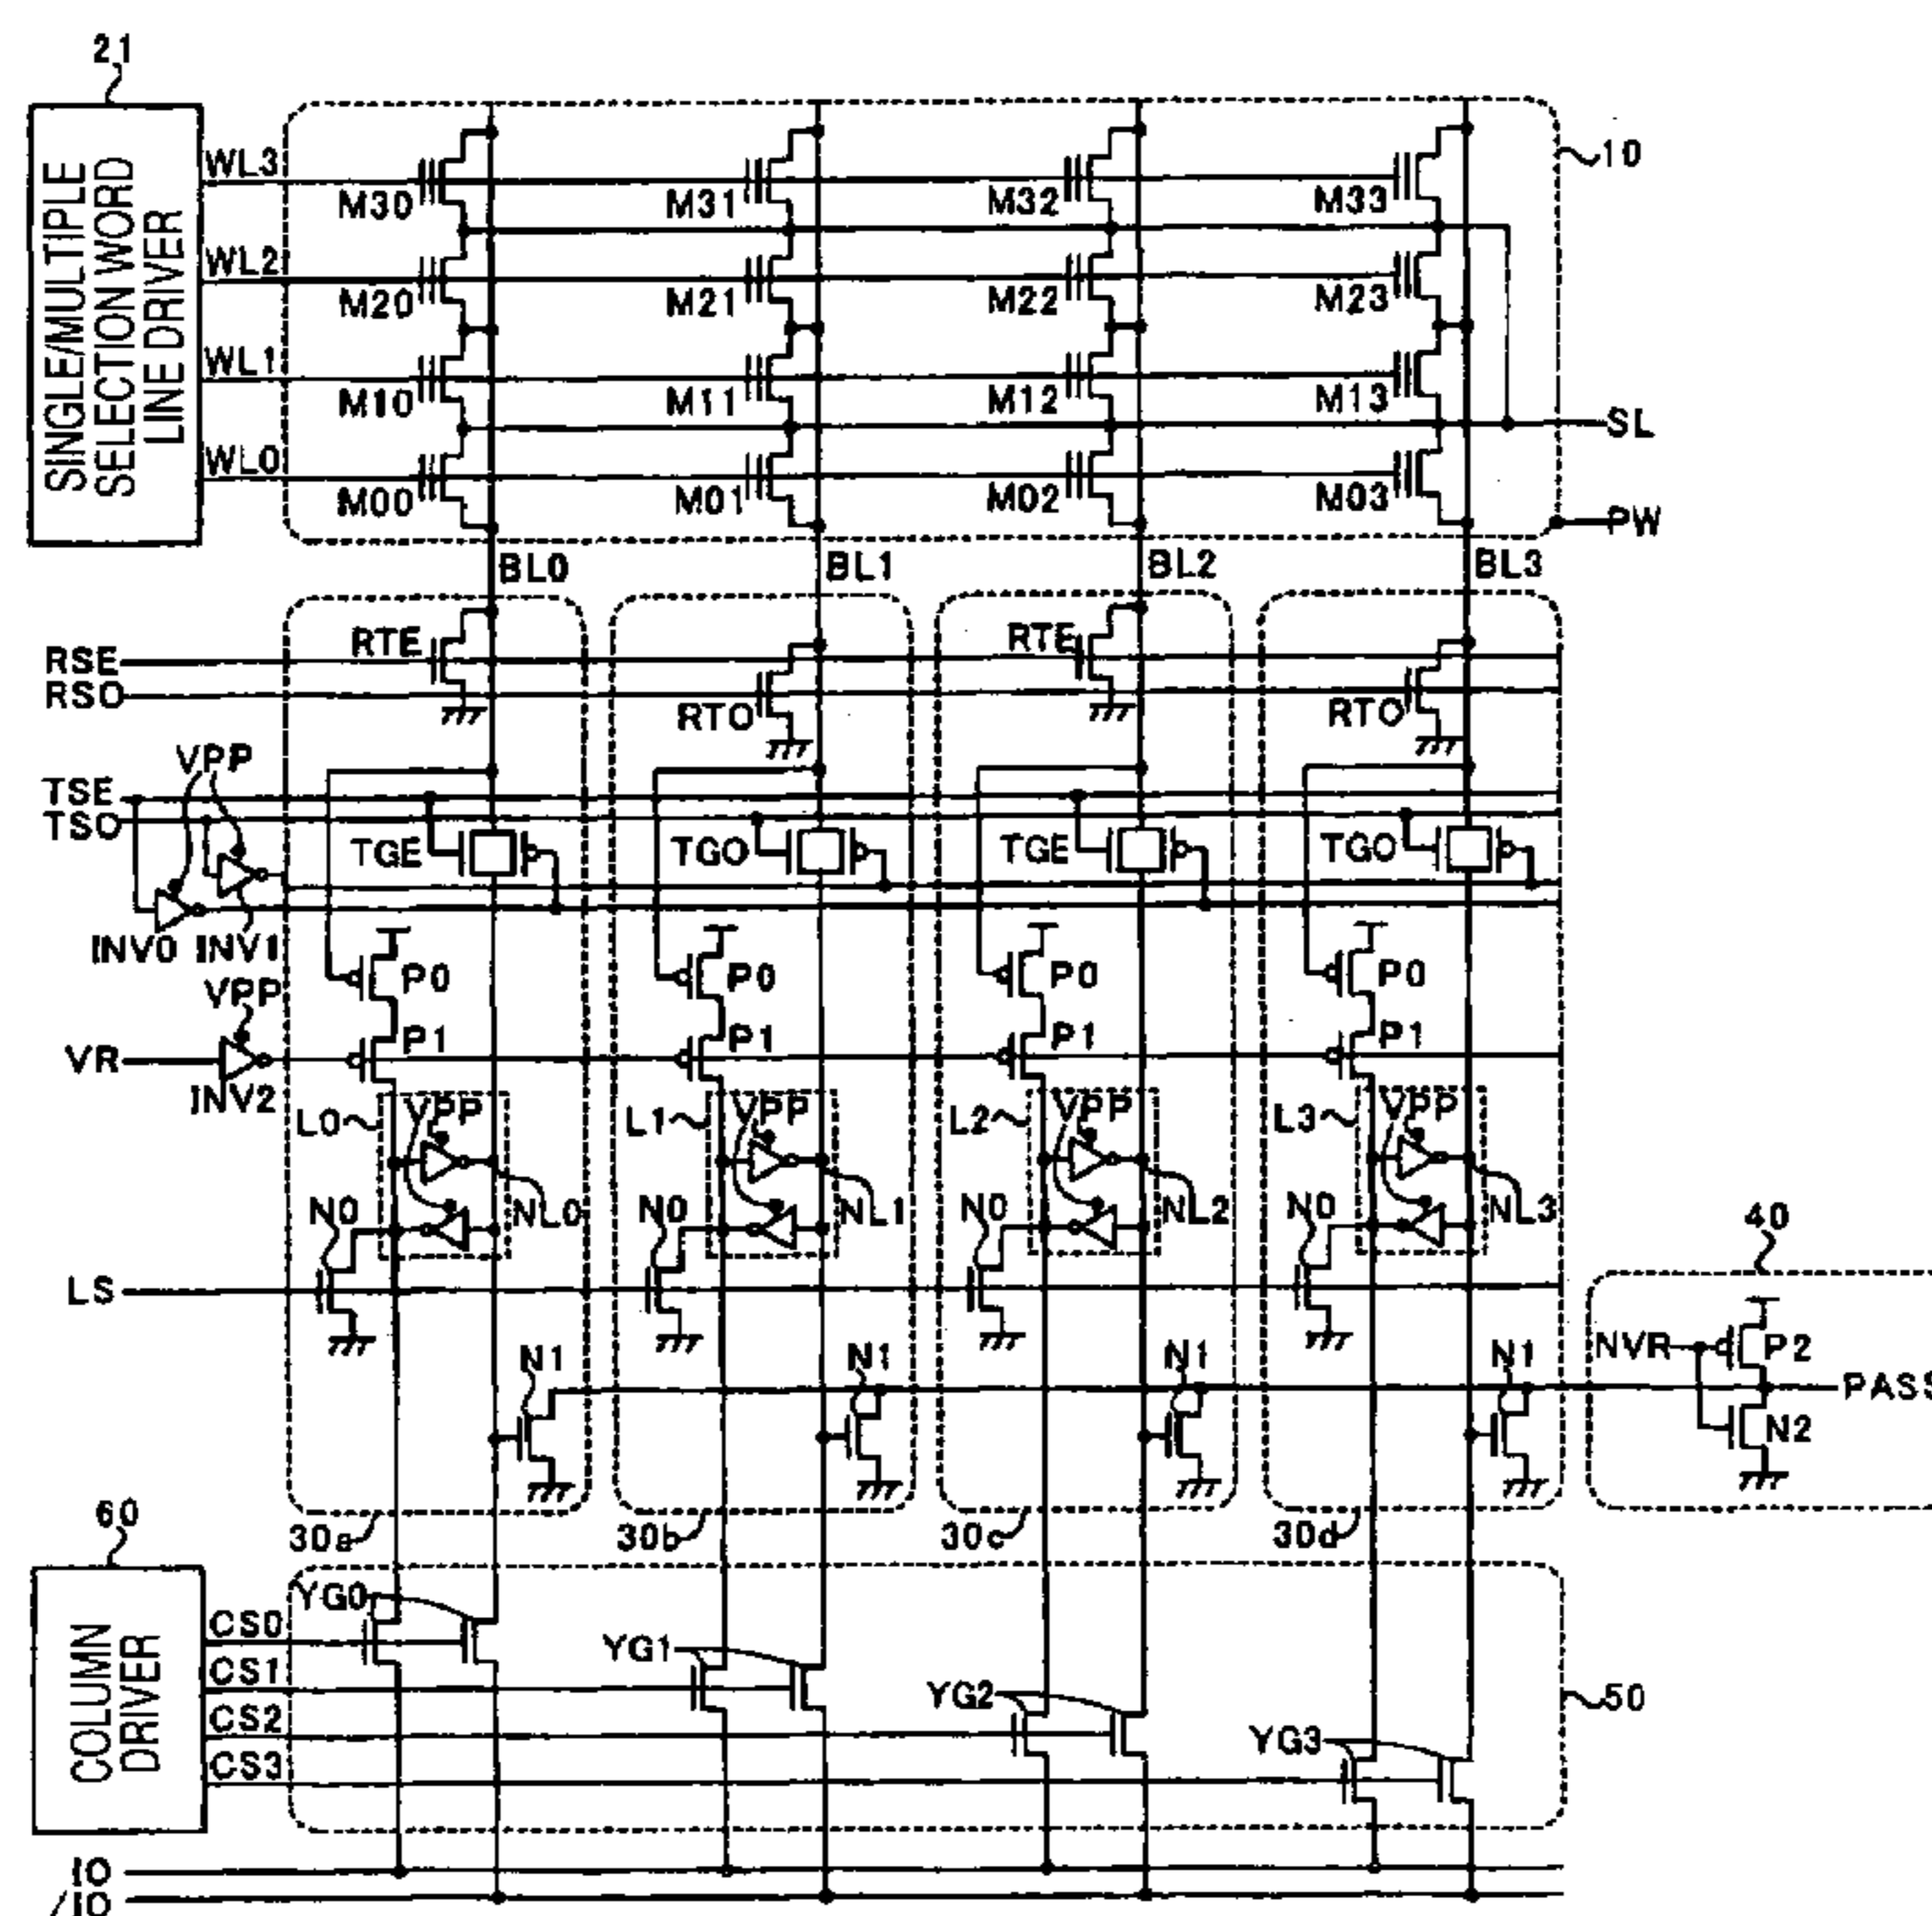 21
SINGLE/MULTIPLE
SELECTION WORD
LINE DRIVER
WL3
M30 M31 M32 M33
10
WL2
M20 M21 M22 M23
WL1
M10 M11 M12 M13
SL
WL0
M00 M01 M02 M03
PW
BL0 BL1 BL2 BL3
RTE RTE
RSE
RSO
RTO RTO
VPP
TSE
TSO
TGE TGO TGE TGO
INV0 INV1
P0 P0 P0 P0
VPP
P1 P1 P1 P1
VR
INV2
L0 VPP L1 VPP L2 VPP L3 VPP
N0 NL0 N0 NL1 N0 NL2 N0 NL3
40
LS
N1 N1 N1 N1
NVR P2
PASS
N2
60
30a 30b 30c 30d
COLUMN
DRIVER
YG0
CS0
YG1
CS1
YG2
50
CS2
YG3
CS3
IO
/IO